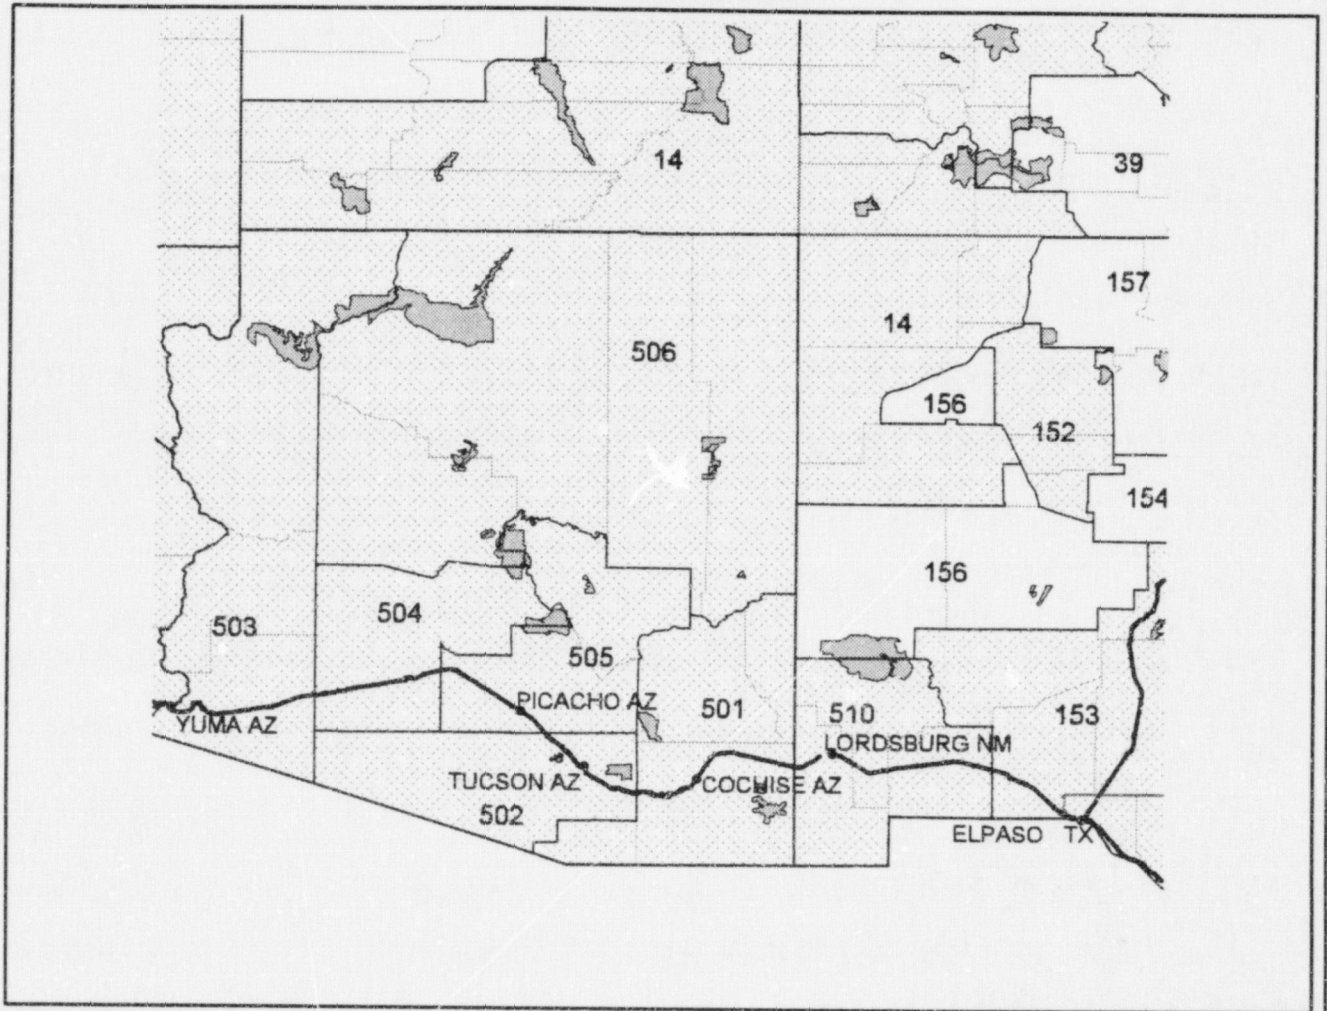 14
39
157
14
506
156
152
154
156
504
503
505
PICACHO AZ
501
510
153
YUMA AZ
LORDSBURG NM
TUCSON AZ
COCHISE AZ
502
ELPASO TX